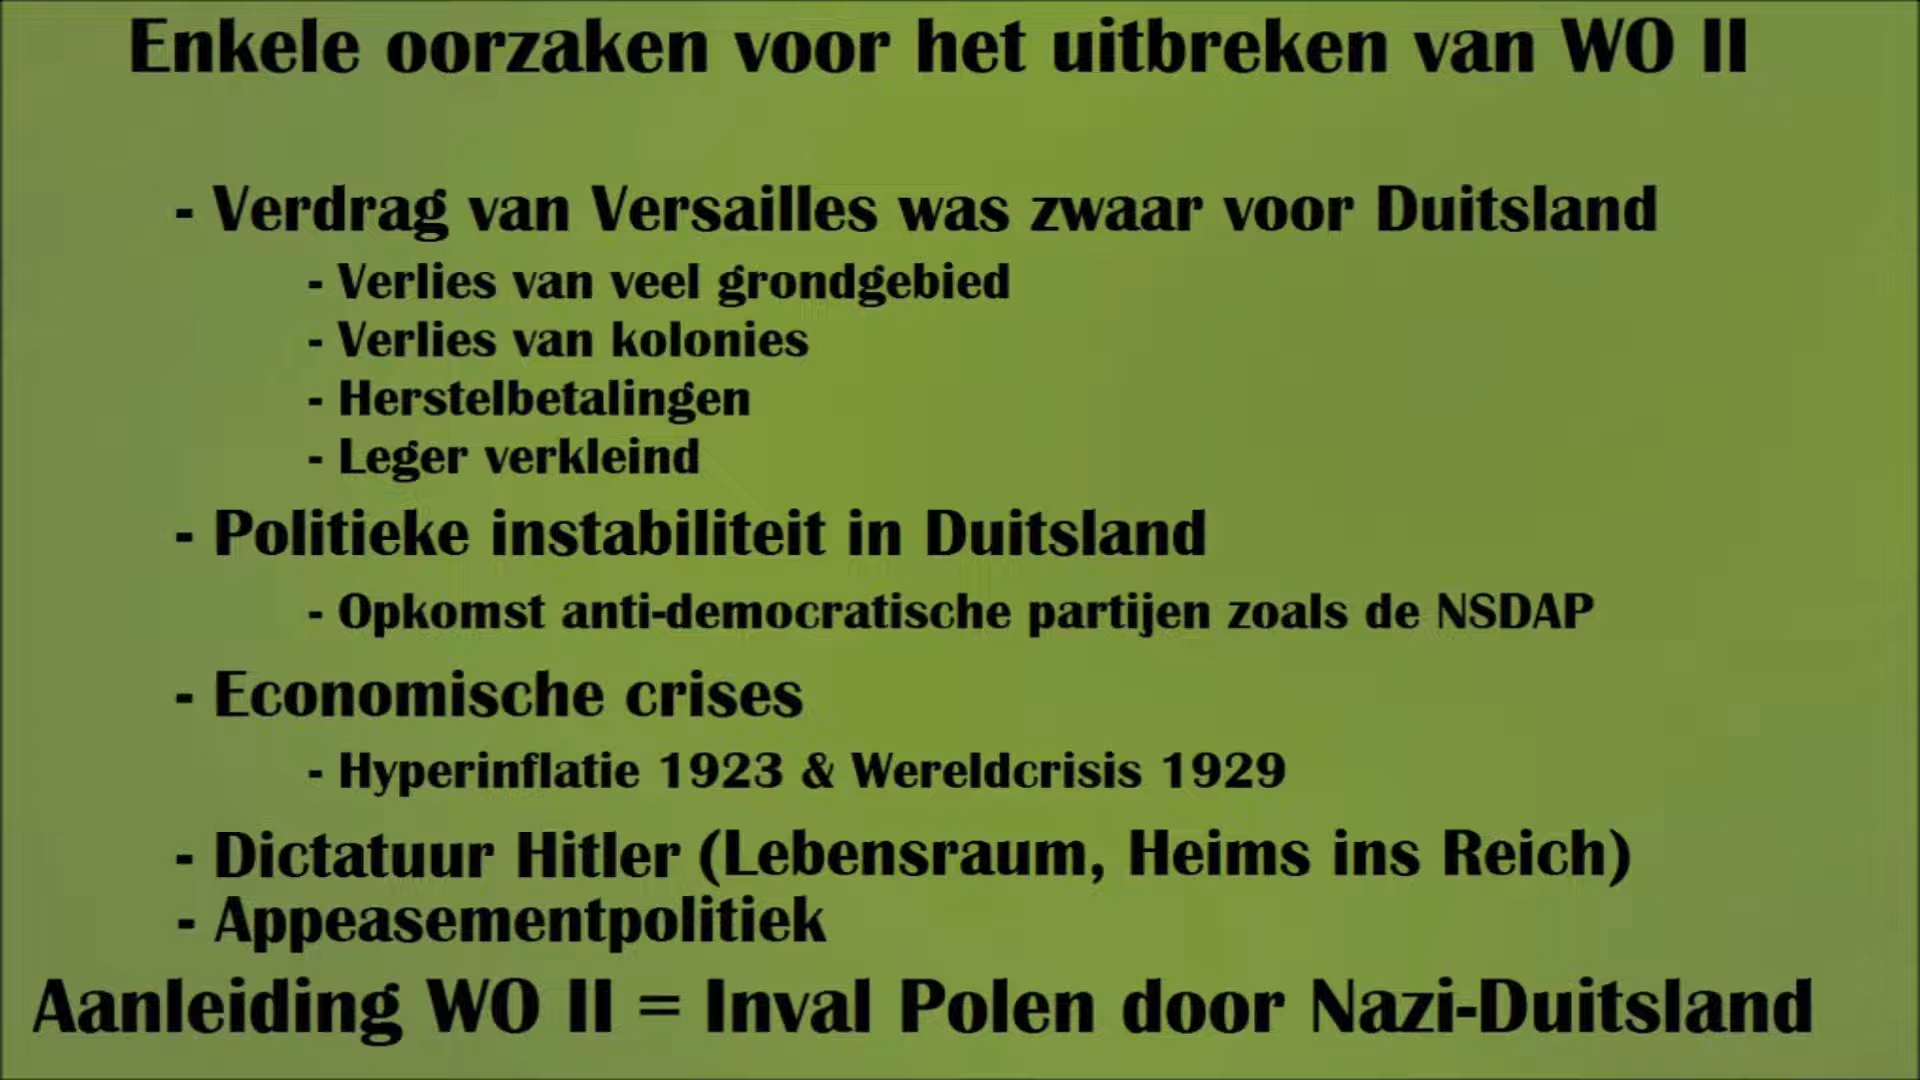 Enkele oorzaken voor het uitbreken van WO II
- Verdrag van Versailles was zwaar voor Duitsland
- Verlies van veel grondgebied
- Verlies van kolonies
- Herstelbetalingen
- Leger verkleind
- Politieke instabiliteit in Duitsland
- Opkomst anti-democratische partijen zoals de NSDAP
- Economische crises
- Hyperinflatie 1923 & Wereldcrisis 1929
- Dictatuur Hitler (Lebensraum, Heims ins Reich)
- Appeasementpolitiek
Aanleiding WO II = Inval Polen door Nazi-Duitsland